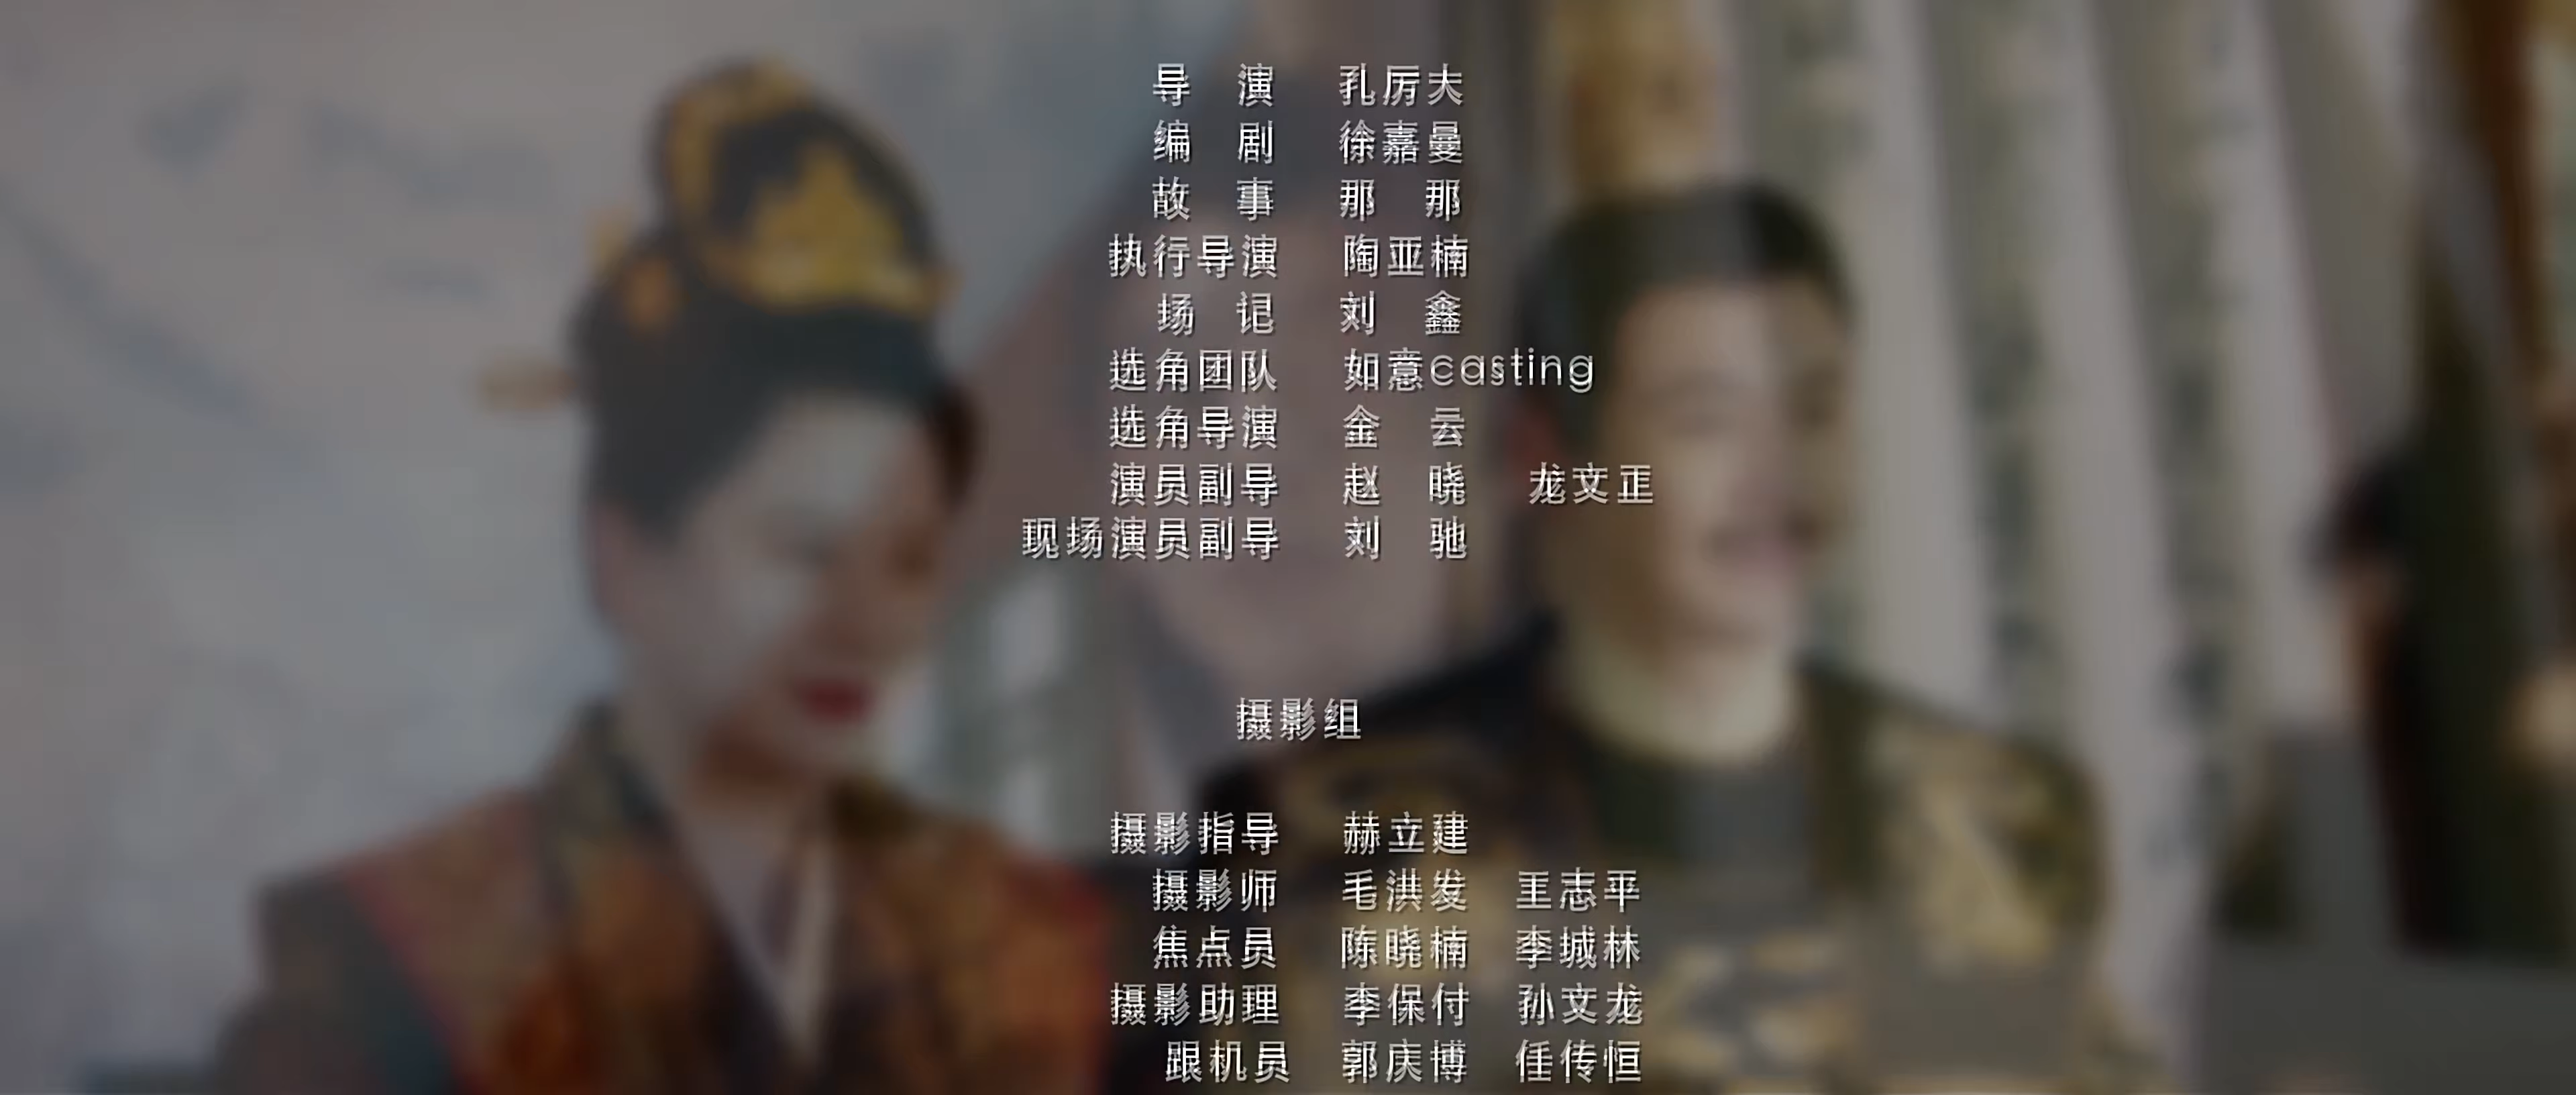 导 演 孔厉大
编 剧 徐嘉曼
故 事 那 那
执行导演 陶亚楠
场 记 刘 鑫
选角团队 如意casting
选角导演 金 云
演员副导 赵 晓 龙文正
现场演员副导 刘 驰
摄影组
摄影指导 赫立建
摄影师 毛洪发 王志平
焦点员 陈晓楠 李城林
摄影助理 李保付 孙文龙
跟机员 郭庆博 任传恒